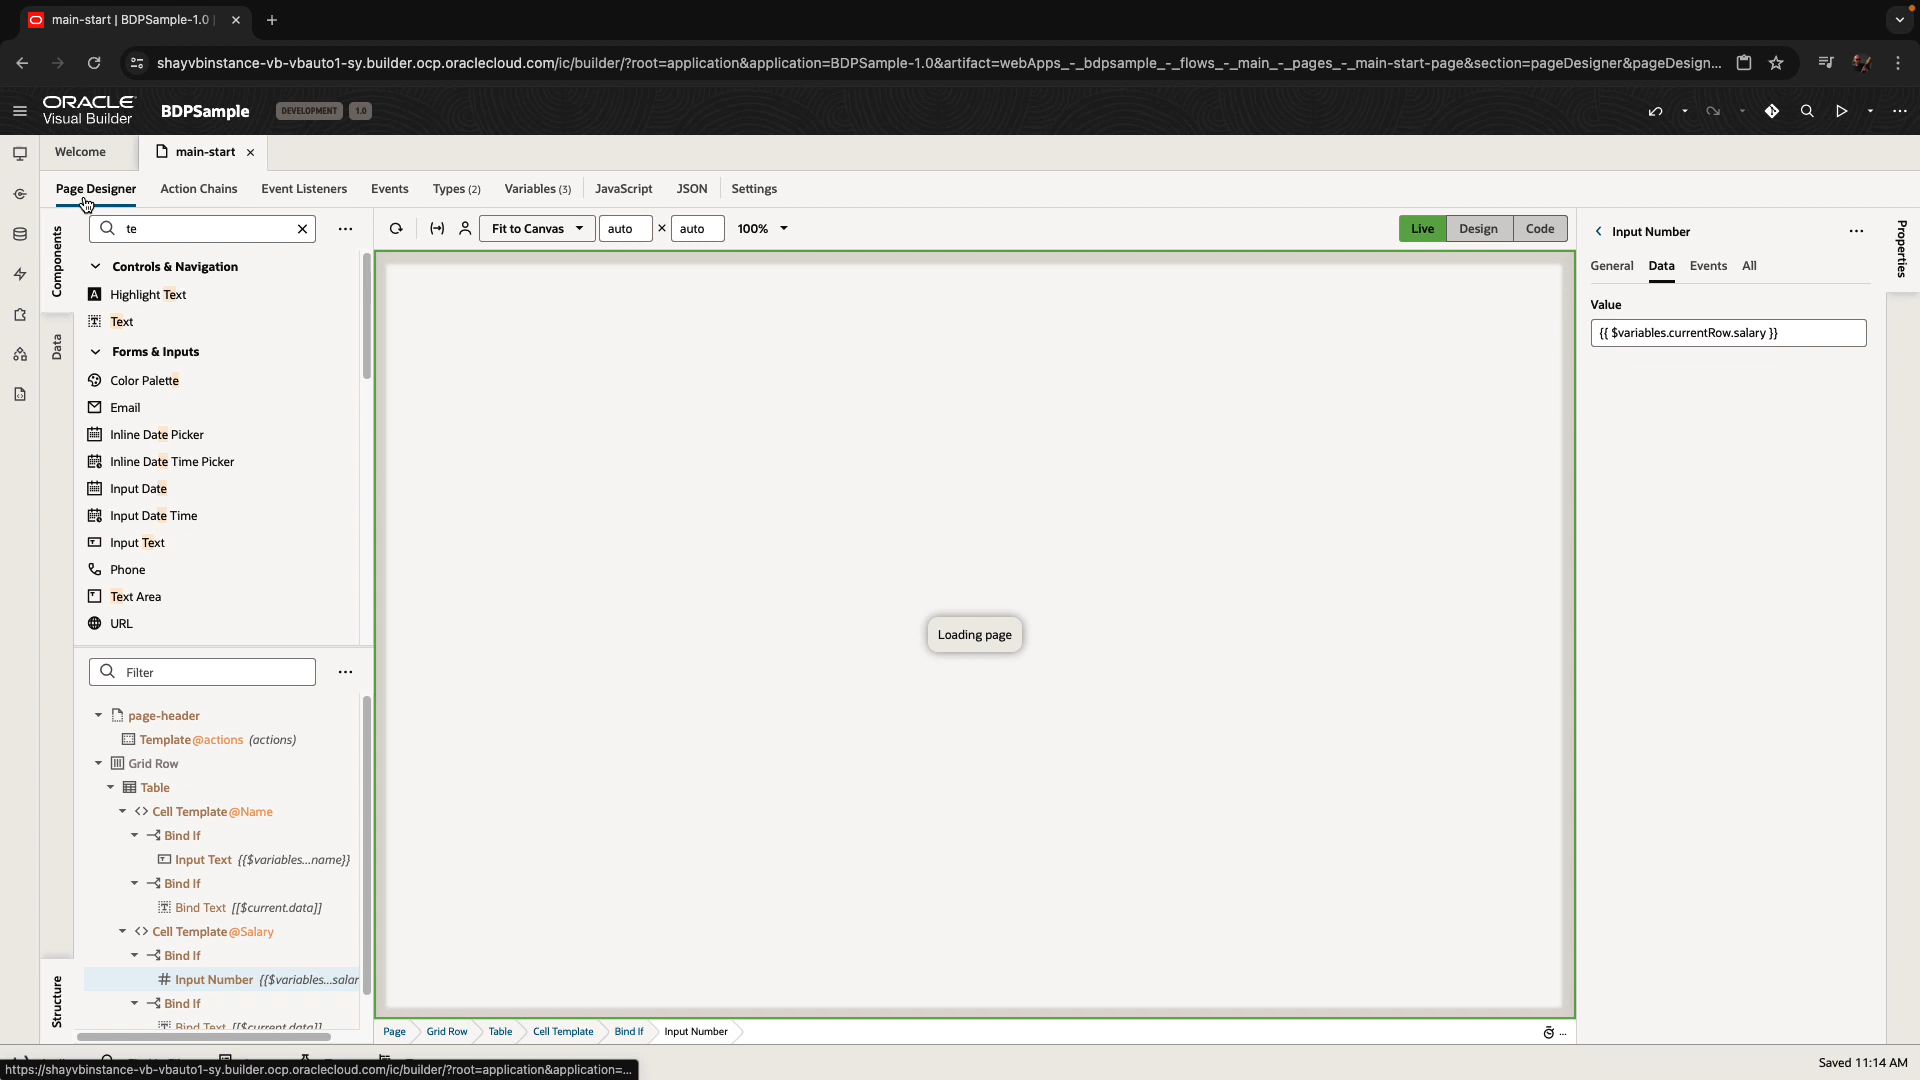 main-start | BDPSample-1.0 |
shayvbinstance-vb-vbauto1-sy.builder.ocp.oraclecloud.com/ic/builder/?root=application&application=BDPSample-1.0&artifact=webApps_-_bdpsample_-_flows_-_main_-_pages_-_main-start-page&section=pageDesigner&pageDesign...
ORACLE
Visual Builder
BDPSample
DEVELOPMENT
1.0
Welcome
main-start
Page Designer
Action Chains
Event Listeners
Events
Types (2)
Variables (3)
JavaScript
JSON
Settings
Components
Data
te
Controls & Navigation
Highlight Text
Text
Forms & Inputs
Color Palette
Email
Inline Date Picker
Inline Date Time Picker
Input Date
Input Date Time
Input Text
Phone
Text Area
URL
Fit to Canvas
auto
×
auto
100%
Live
Design
Code
Loading page
Input Number
General
Data
Events
All
Value
{{ $variables.currentRow.salary }}
Properties
Structure
Filter
page-header
Template @actions (actions)
Grid Row
Table
Cell Template @Name
Bind If
Input Text {{$variables...name}}
Bind If
Bind Text [[$current.data]]
Cell Template @Salary
Bind If
Input Number {{$variables...salar
Bind If
Bind Text [[$current.data]]
Page
Grid Row
Table
Cell Template
Bind If
Input Number
https://shayvbinstance-vb-vbauto1-sy.builder.ocp.oraclecloud.com/ic/builder/?root=application&application=...
Saved 11:14 AM